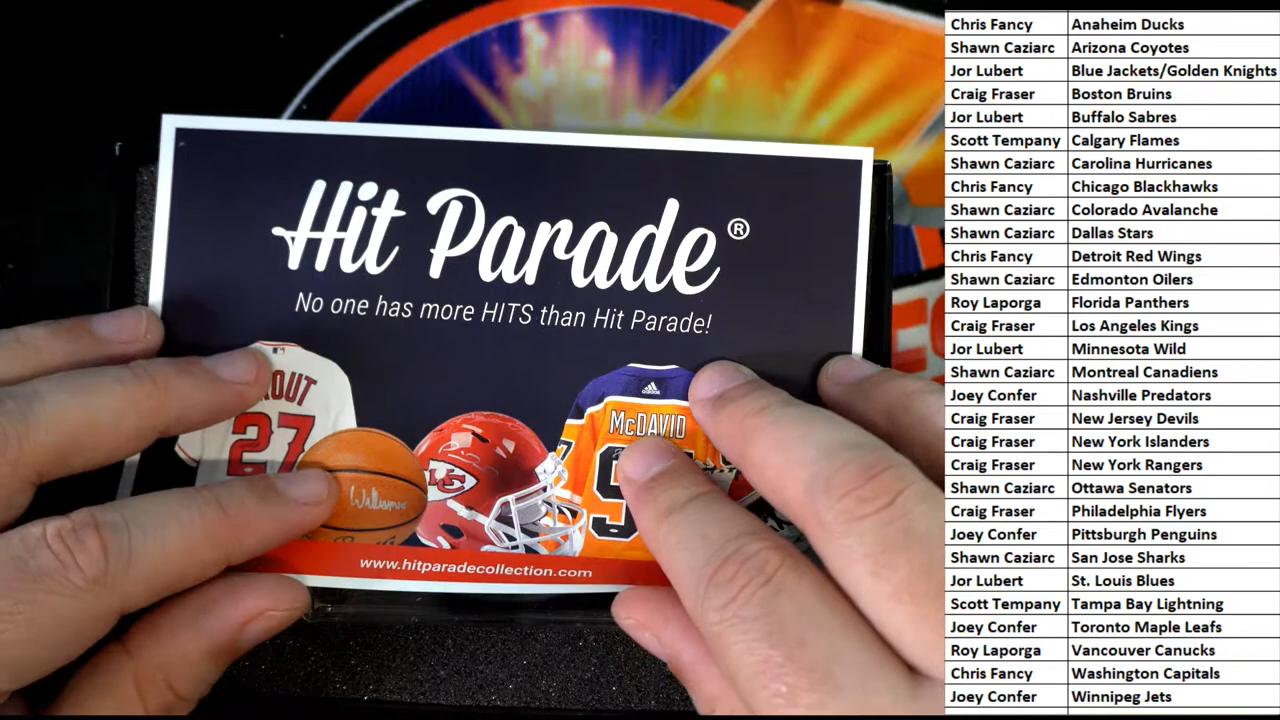 Hit Parade®
No one has more HITS than Hit Parade!
OUT
27
McDAVID
adidas
Williamson
www.hitparadecollection.com
Chris Fancy Anaheim Ducks
Shawn Caziarc Arizona Coyotes
Jor Lubert Blue Jackets/Golden Knights
Craig Fraser Boston Bruins
Jor Lubert Buffalo Sabres
Scott Tempany Calgary Flames
Shawn Caziarc Carolina Hurricanes
Chris Fancy Chicago Blackhawks
Shawn Caziarc Colorado Avalanche
Shawn Caziarc Dallas Stars
Chris Fancy Detroit Red Wings
Shawn Caziarc Edmonton Oilers
Roy Laporga Florida Panthers
Craig Fraser Los Angeles Kings
Jor Lubert Minnesota Wild
Shawn Caziarc Montreal Canadiens
Joey Confer Nashville Predators
Craig Fraser New Jersey Devils
Craig Fraser New York Islanders
Craig Fraser New York Rangers
Shawn Caziarc Ottawa Senators
Craig Fraser Philadelphia Flyers
Joey Confer Pittsburgh Penguins
Shawn Caziarc San Jose Sharks
Jor Lubert St. Louis Blues
Scott Tempany Tampa Bay Lightning
Joey Confer Toronto Maple Leafs
Roy Laporga Vancouver Canucks
Chris Fancy Washington Capitals
Joey Confer Winnipeg Jets